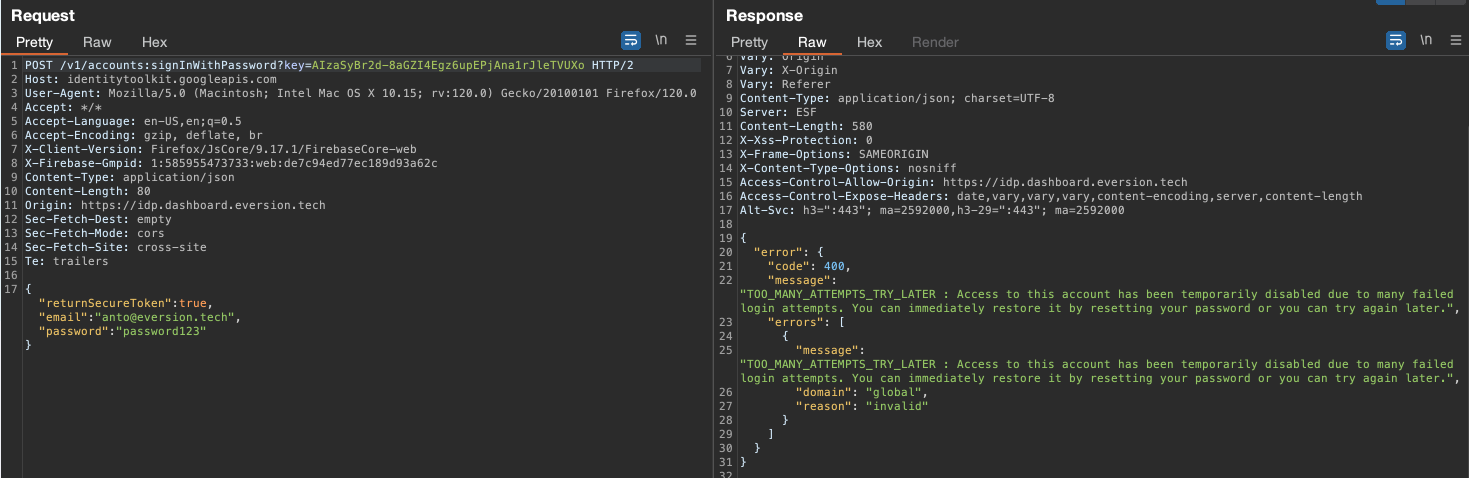 Request
Pretty Raw Hex
\n
1 POST /v1/accounts:signInWithPassword?key=AIzaSyBr2d-8aGZI4Egz6upEPjAna1rJleTVUXo HTTP/2
2 Host: identitytoolkit.googleapis.com
3 User-Agent: Mozilla/5.0 (Macintosh; Intel Mac OS X 10.15; rv:120.0) Gecko/20100101 Firefox/120.0
4 Accept: */*
5 Accept-Language: en-US,en;q=0.5
6 Accept-Encoding: gzip, deflate, br
7 X-Client-Version: Firefox/JsCore/9.17.1/FirebaseCore-web
8 X-Firebase-Gmpid: 1:585955473733:web:de7c94ed77ec189d93a62c
9 Content-Type: application/json
10 Content-Length: 80
11 Origin: https://idp.dashboard.eversion.tech
12 Sec-Fetch-Dest: empty
13 Sec-Fetch-Mode: cors
14 Sec-Fetch-Site: cross-site
15 Te: trailers
16
17 {
"returnSecureToken":true,
"email":"anto@eversion.tech",
"password":"password123"
}
Response
Pretty Raw Hex Render
\n
6 Vary: Origin
7 Vary: X-Origin
8 Vary: Referer
9 Content-Type: application/json; charset=UTF-8
10 Server: ESF
11 Content-Length: 580
12 X-Xss-Protection: 0
13 X-Frame-Options: SAMEORIGIN
14 X-Content-Type-Options: nosniff
15 Access-Control-Allow-Origin: https://idp.dashboard.eversion.tech
16 Access-Control-Expose-Headers: date,vary,vary,vary,content-encoding,server,content-length
17 Alt-Svc: h3=":443"; ma=2592000,h3-29=":443"; ma=2592000
18
19 {
20 "error": {
21 "code": 400,
22 "message":
"TOO_MANY_ATTEMPTS_TRY_LATER : Access to this account has been temporarily disabled due to many failed
login attempts. You can immediately restore it by resetting your password or you can try again later.",
23 "errors": [
24 {
25 "message":
"TOO_MANY_ATTEMPTS_TRY_LATER : Access to this account has been temporarily disabled due to many failed
login attempts. You can immediately restore it by resetting your password or you can try again later.",
26 "domain": "global",
27 "reason": "invalid"
28 }
29 ]
30 }
31 }
32